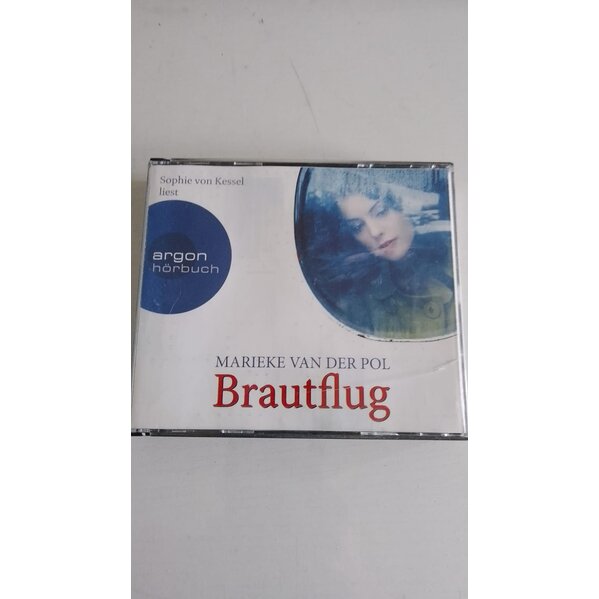 Sophie von Kessel
liest
argon
hörbuch
MARIEKE VAN DER POL
Brautflug